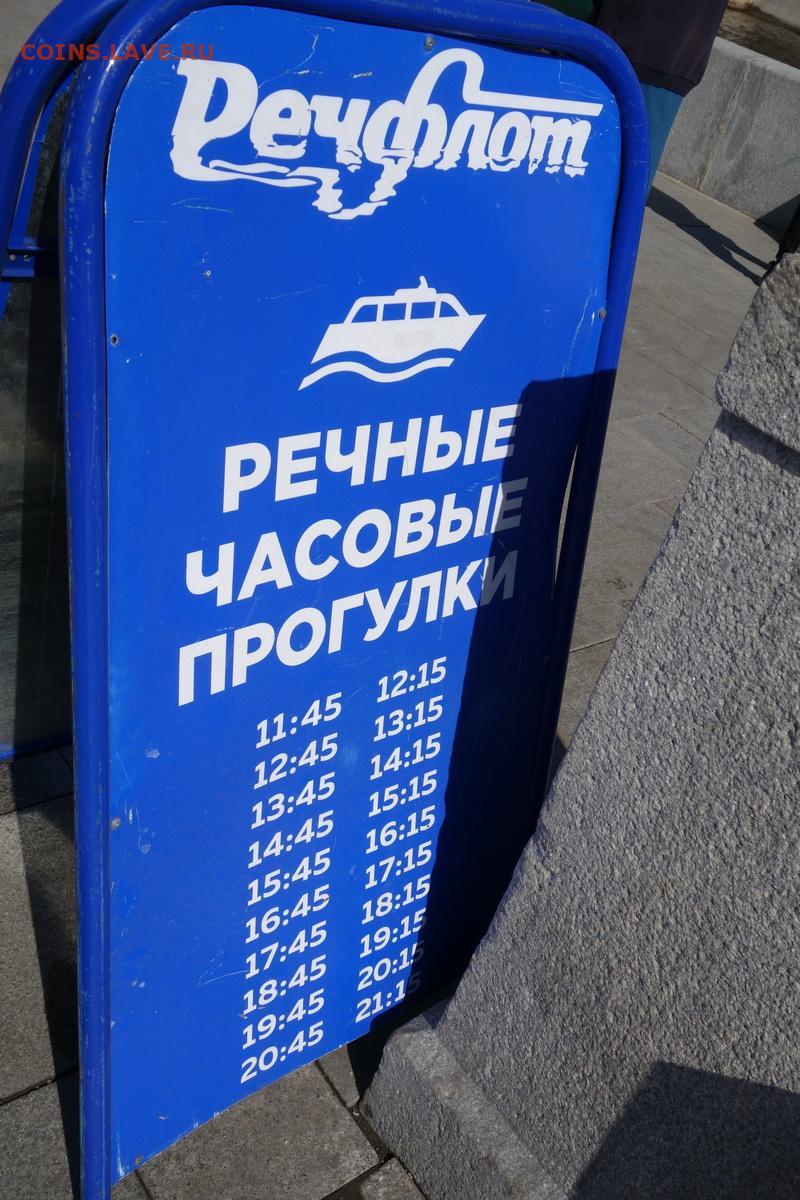 COINS.LAVE.RU
Речфлот
РЕЧНЫЕ
ЧАСОВЫЕ
ПРОГУЛКИ
11:45 12:15
12:45 13:15
13:45 14:15
14:45 15:15
15:45 16:15
16:45 17:15
17:45 18:15
18:45 19:15
19:45 20:15
20:45 21:15